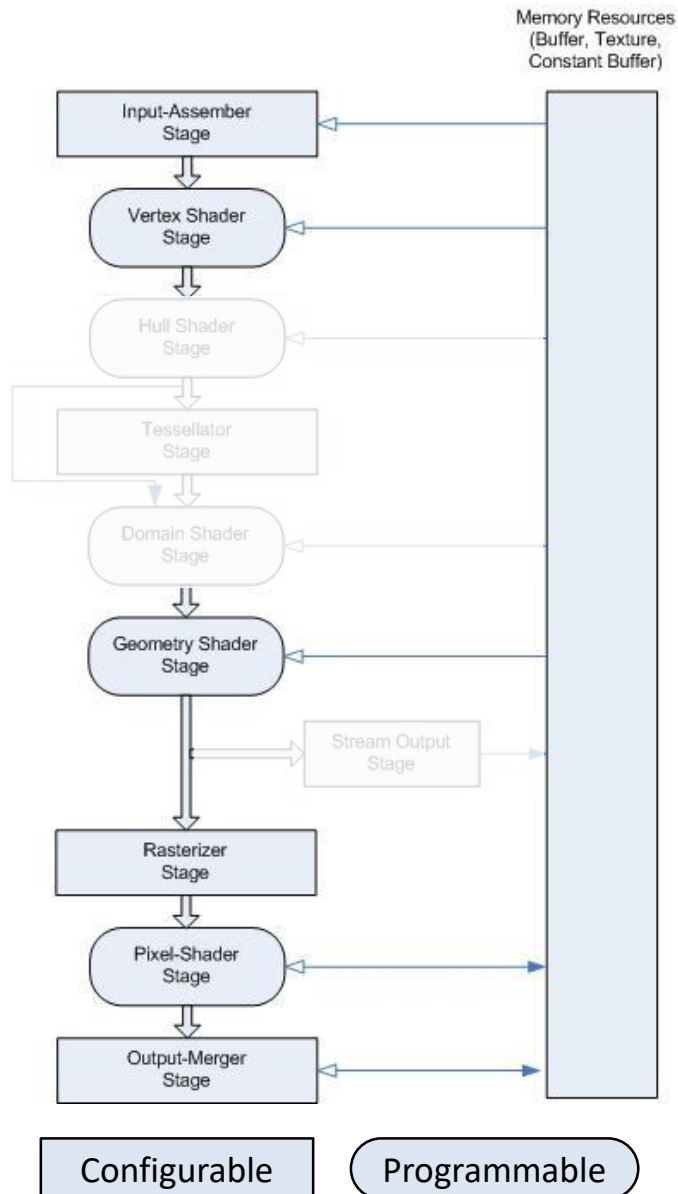 Memory Resources
(Buffer, Texture,
Constant Buffer)
Input-Assember
Stage
Vertex Shader
Stage
Hull Shader
Stage
Tessellator
Stage
Domain Shader
Stage
Geometry Shader
Stage
Stream Output
Stage
Rasterizer
Stage
Pixel-Shader
Stage
Output-Merger
Stage
Configurable
Programmable